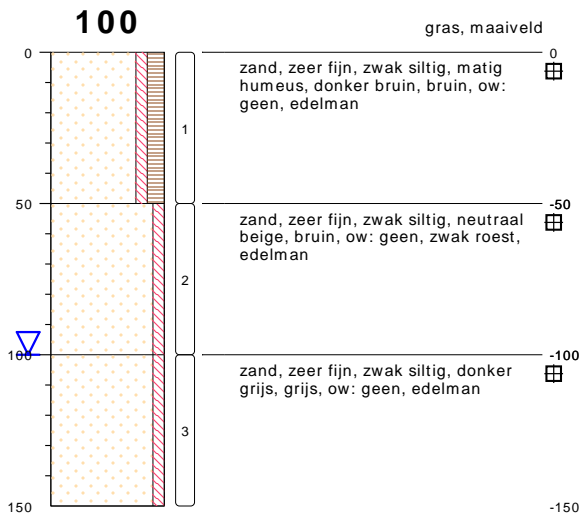 100
gras, maaiveld
0
0
zand, zeer fijn, zwak siltig, matig
humeus, donker bruin, bruin, ow:
geen, edelman
1
50
-50
zand, zeer fijn, zwak siltig, neutraal
beige, bruin, ow: geen, zwak roest,
edelman
2
100
-100
zand, zeer fijn, zwak siltig, donker
grijs, grijs, ow: geen, edelman
3
150
-150